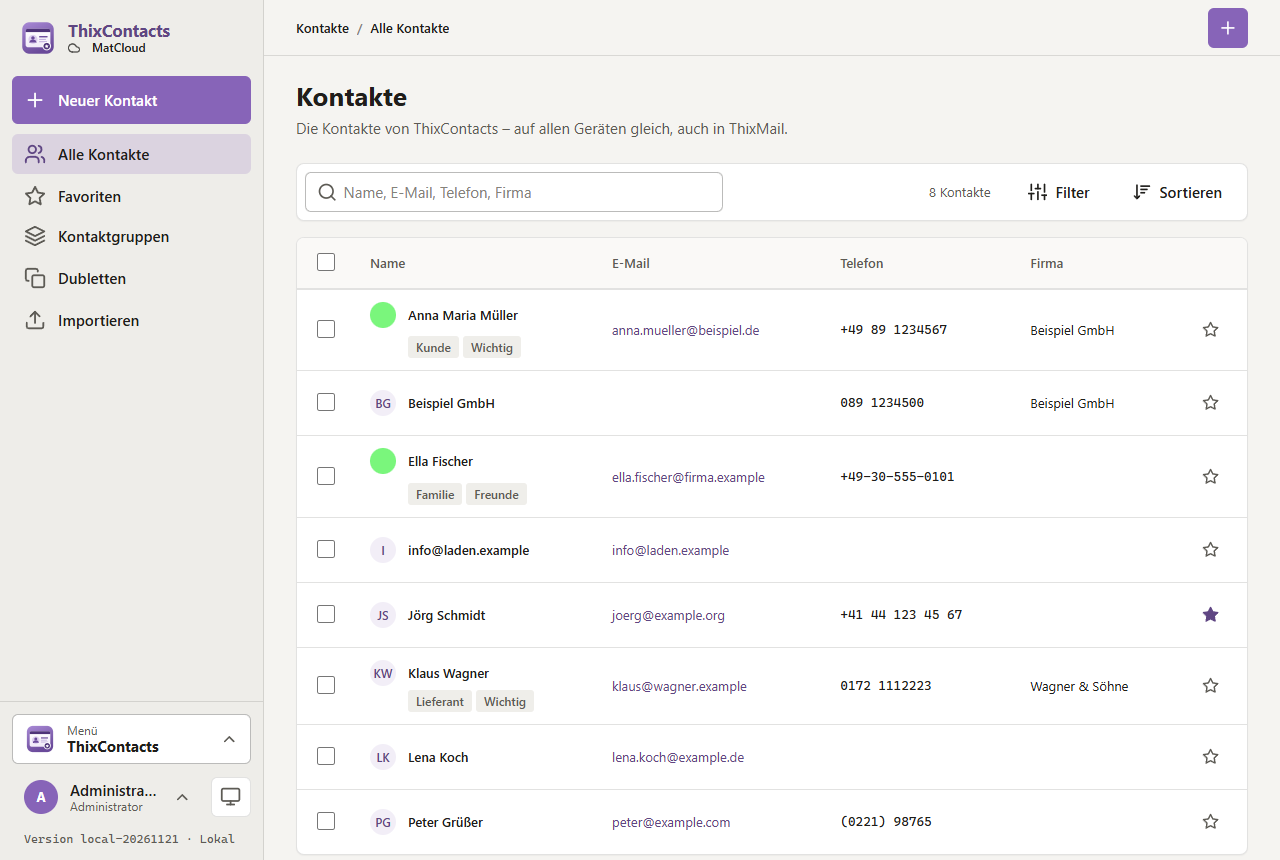 ThixContacts
MatCloud
Neuer Kontakt
Alle Kontakte
Favoriten
Kontaktgruppen
Dubletten
Importieren
Menü
ThixContacts
A
Administra...
Administrator
Version local-20261121 · Lokal
Kontakte / Alle Kontakte
Kontakte
Die Kontakte von ThixContacts – auf allen Geräten gleich, auch in ThixMail.
Name, E-Mail, Telefon, Firma
8 Kontakte
Filter
Sortieren
Name E-Mail Telefon Firma
Anna Maria Müller anna.mueller@beispiel.de +49 89 1234567 Beispiel GmbH
Kunde Wichtig
BG Beispiel GmbH 089 1234500 Beispiel GmbH
Ella Fischer ella.fischer@firma.example +49-30-555-0101
Familie Freunde
I info@laden.example info@laden.example
JS Jörg Schmidt joerg@example.org +41 44 123 45 67
KW Klaus Wagner klaus@wagner.example 0172 1112223 Wagner & Söhne
Lieferant Wichtig
LK Lena Koch lena.koch@example.de
PG Peter Grüßer peter@example.com (0221) 98765